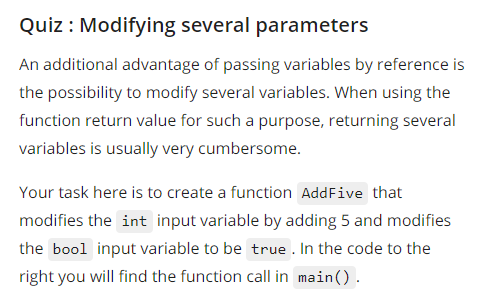 Quiz : Modifying several parameters
An additional advantage of passing variables by reference is
the possibility to modify several variables. When using the
function return value for such a purpose, returning several
variables is usually very cumbersome.
Your task here is to create a function AddFive that
modifies the int input variable by adding 5 and modifies
the bool input variable to be true. In the code to the
right you will find the function call in main().